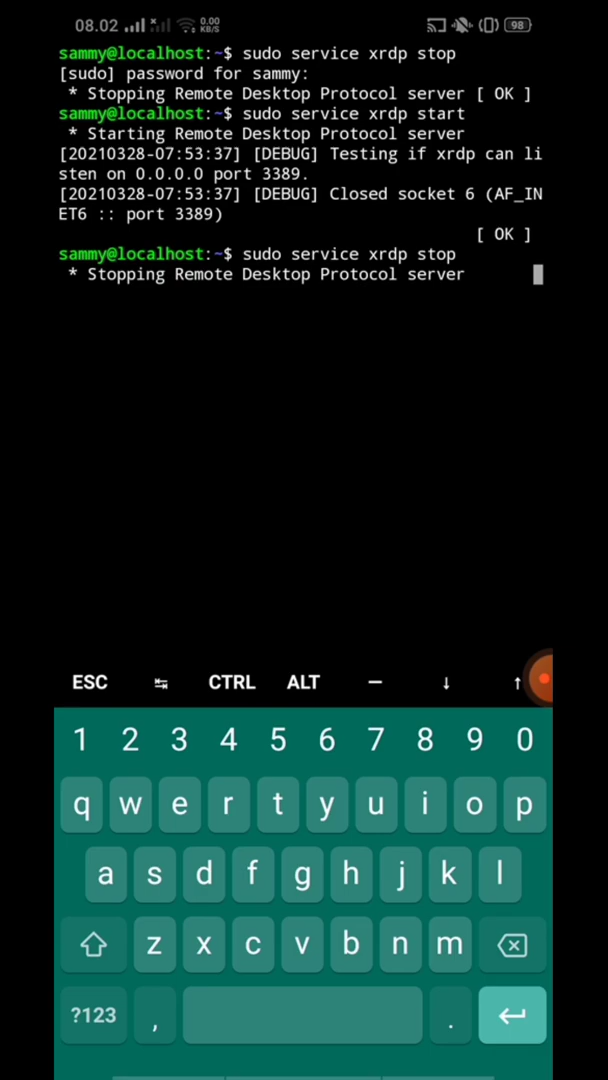 08.02 0.00 KB/S 98
sammy@localhost:~$ sudo service xrdp stop
[sudo] password for sammy:
* Stopping Remote Desktop Protocol server [ OK ]
sammy@localhost:~$ sudo service xrdp start
* Starting Remote Desktop Protocol server
[20210328-07:53:37] [DEBUG] Testing if xrdp can li
sten on 0.0.0.0 port 3389.
[20210328-07:53:37] [DEBUG] Closed socket 6 (AF_IN
ET6 :: port 3389)
[ OK ]
sammy@localhost:~$ sudo service xrdp stop
* Stopping Remote Desktop Protocol server
ESC ↹ CTRL ALT — ↓ ↑
1 2 3 4 5 6 7 8 9 0
q w e r t y u i o p
a s d f g h j k l
z x c v b n m
?123 , .